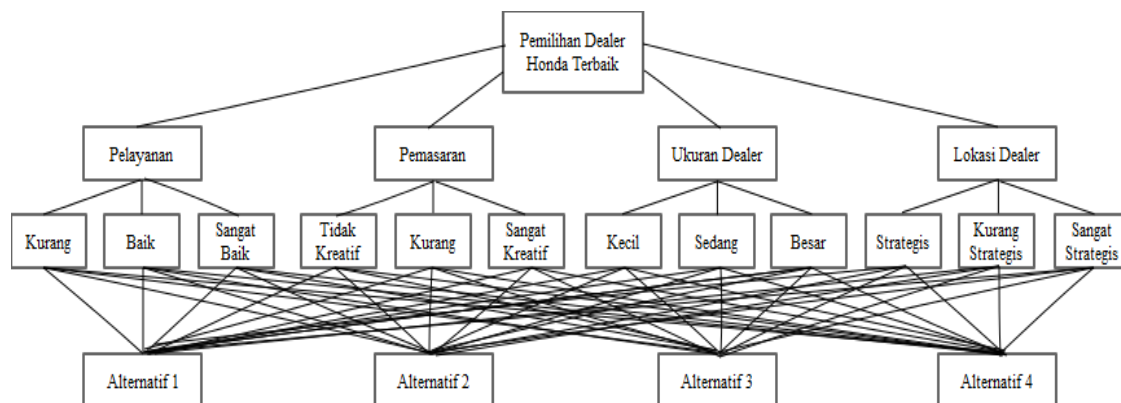 Pemilihan Dealer
Honda Terbaik
Pelayanan
Pemasaran
Ukuran Dealer
Lokasi Dealer
Kurang
Baik
Sangat
Baik
Tidak
Kreatif
Kurang
Sangat
Kreatif
Kecil
Sedang
Besar
Strategis
Kurang
Strategis
Sangat
Strategis
Alternatif 1
Alternatif 2
Alternatif 3
Alternatif 4